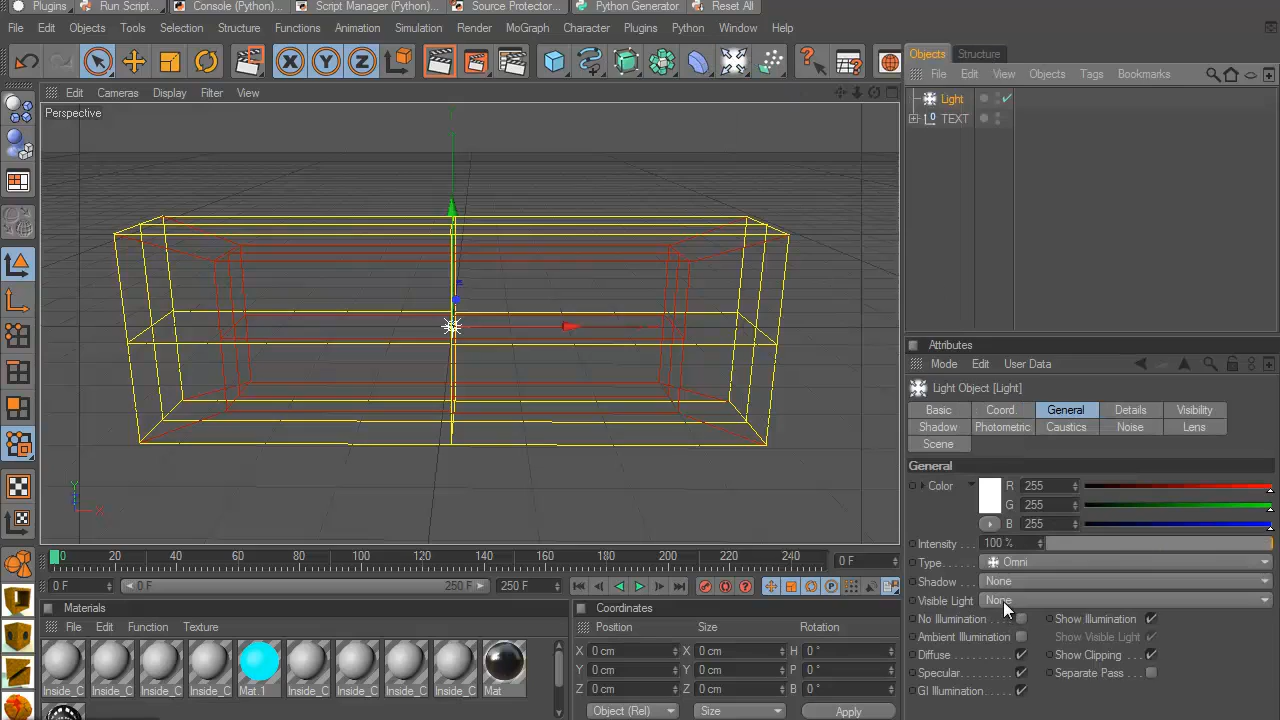 Plugins Run Script... Console (Python)... Script Manager (Python)... Source Protector... Python Generator Reset All
File Edit Objects Tools Selection Structure Functions Animation Simulation Render MoGraph Character Plugins Python Window Help
Objects Structure
File Edit View Objects Tags Bookmarks
Edit Cameras Display Filter View
Perspective
Light
TEXT
Y
X
Attributes
Mode Edit User Data
Light Object [Light]
Basic Coord. General Details Visibility
Shadow Photometric Caustics Noise Lens
Scene
General
Color R 255
G 255
B 255
Intensity . . . 100 %
Type. . . . . . Omni
Shadow . . . . None
Visible Light None
No Illumination . . . Show Illumination
Ambient Illumination Show Visible Light
Diffuse . . . . . . . . . Show Clipping . . .
Specular. . . . . . . . Separate Pass . . .
GI Illumination. . . . .
0 20 40 60 80 100 120 140 160 180 200 220 240 0 F
0 F 0 F 250 F 250 F
Materials
File Edit Function Texture
Inside_C Inside_C Inside_C Inside_C Mat 1 Inside_C Inside_C Inside_C Inside_C Mat
Coordinates
Position Size Rotation
X 0 cm X 0 cm H 0 °
Y 0 cm Y 0 cm P 0 °
Z 0 cm Z 0 cm B 0 °
Object (Rel) Size Apply